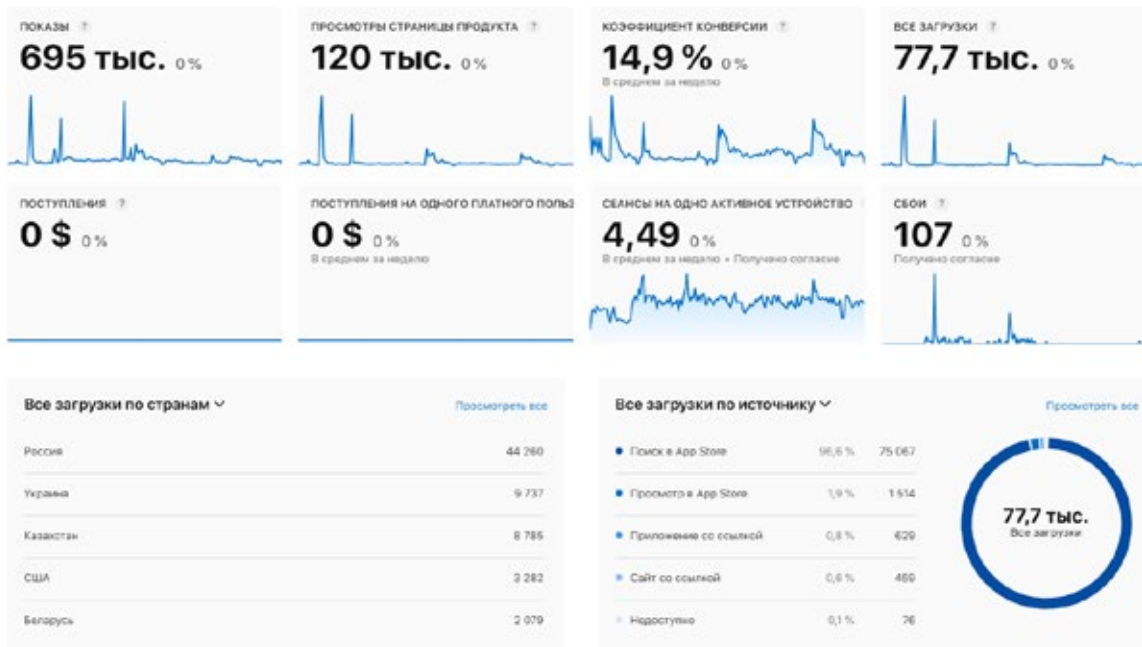 ПОКАЗЫ ?
695 тыс. 0 %
ПРОСМОТРЫ СТРАНИЦЫ ПРОДУКТА ?
120 тыс. 0 %
КОЭФФИЦИЕНТ КОНВЕРСИИ ?
14,9 % 0 %
В среднем за неделю
ВСЕ ЗАГРУЗКИ ?
77,7 тыс. 0 %
ПОСТУПЛЕНИЯ ?
0 $ 0 %
ПОСТУПЛЕНИЯ НА ОДНОГО ПЛАТНОГО ПОЛЬЗ
0 $ 0 %
В среднем за неделю
СЕАНСЫ НА ОДНО АКТИВНОЕ УСТРОЙСТВО
4,49 0 %
В среднем за неделю • Получено согласие
СБОИ ?
107 0 %
Получено согласие
Все загрузки по странам
Просмотреть все
Россия 44 260
Украина 9 737
Казахстан 8 785
США 3 282
Беларусь 2 079
Все загрузки по источнику
Просмотреть все
Поиск в App Store 96,6 % 75 067
Просмотр в App Store 1,9 % 1 514
Приложение со ссылкой 0,8 % 629
Сайт со ссылкой 0,6 % 469
Недоступно 0,1 % 76
77,7 тыс.
Все загрузки